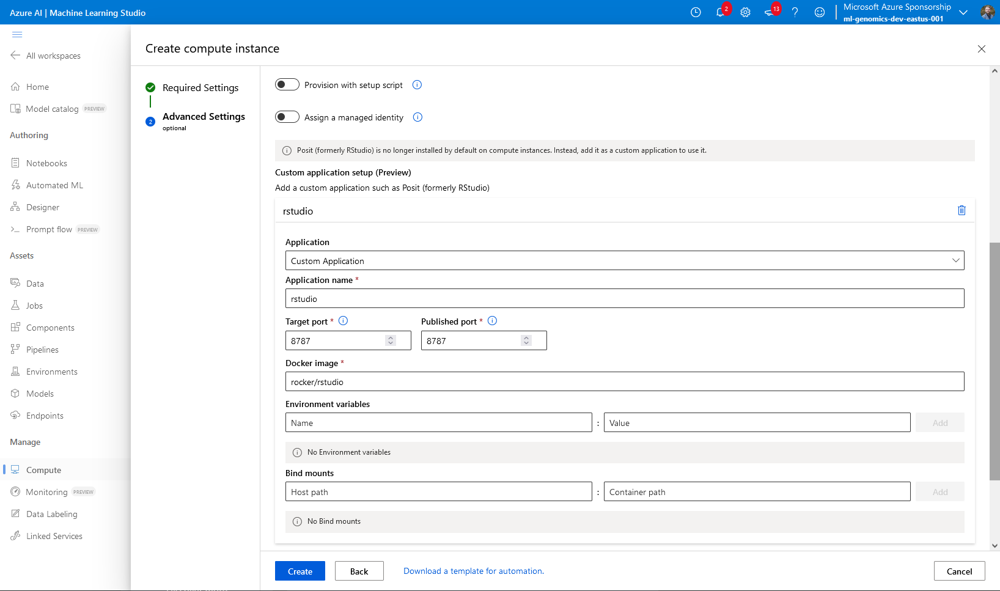 Azure AI | Machine Learning Studio
2
13
Microsoft Azure Sponsorship
ml-genomics-dev-eastus-001
All workspaces
Home
Model catalog PREVIEW
Authoring
Notebooks
Automated ML
Designer
Prompt flow PREVIEW
Assets
Data
Jobs
Components
Pipelines
Environments
Models
Endpoints
Manage
Compute
Monitoring PREVIEW
Data Labeling
Linked Services
Create compute instance
Required Settings
2 Advanced Settings
optional
Provision with setup script
Assign a managed identity
Posit (formerly RStudio) is no longer installed by default on compute instances. Instead, add it as a custom application to use it.
Custom application setup (Preview)
Add a custom application such as Posit (formerly RStudio)
rstudio
Application
Custom Application
Application name *
rstudio
Target port * Published port *
8787 8787
Docker image *
rocker/rstudio
Environment variables
Name : Value Add
No Environment variables
Bind mounts
Host path : Container path Add
No Bind mounts
Create Back Download a template for automation. Cancel